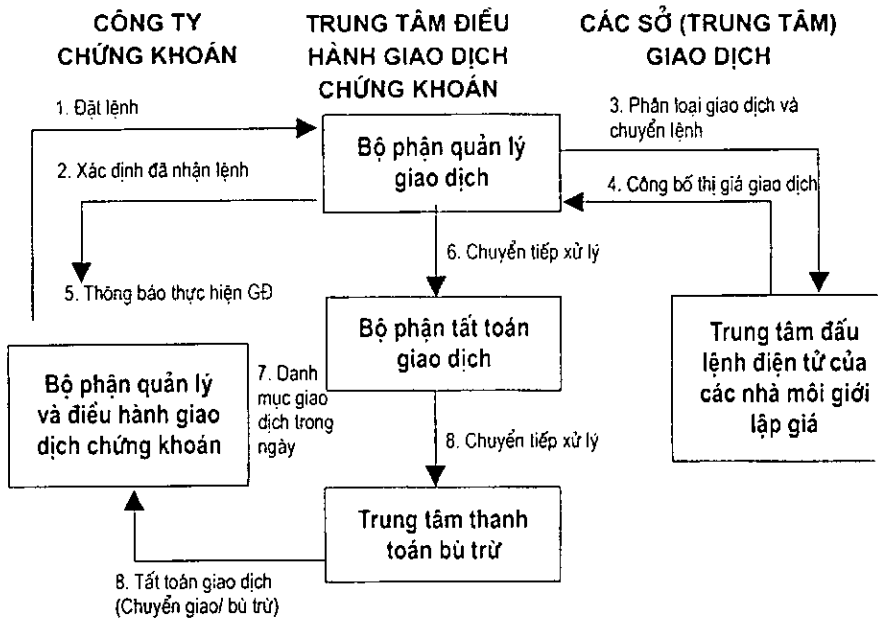 CÔNG TY
CHỨNG KHOÁN
TRUNG TÂM ĐIỀU
HÀNH GIAO DỊCH
CHỨNG KHOÁN
CÁC SỞ (TRUNG TÂM)
GIAO DỊCH
1. Đặt lệnh
2. Xác định đã nhận lệnh
Bộ phận quản lý
giao dịch
3. Phân loại giao dịch và
chuyển lệnh
4. Công bố thị giá giao dịch
5. Thông báo thực hiện GĐ
6. Chuyển tiếp xử lý
Bộ phận quản lý
và điều hành giao
dịch chứng khoán
7. Danh
mục giao
dịch trong
ngày
Bộ phận tất toán
giao dịch
Trung tâm đấu
lệnh điện tử của
các nhà môi giới
lập giá
8. Chuyển tiếp xử lý
Trung tâm thanh
toán bù trừ
8. Tất toán giao dịch
(Chuyển giao/ bù trừ)